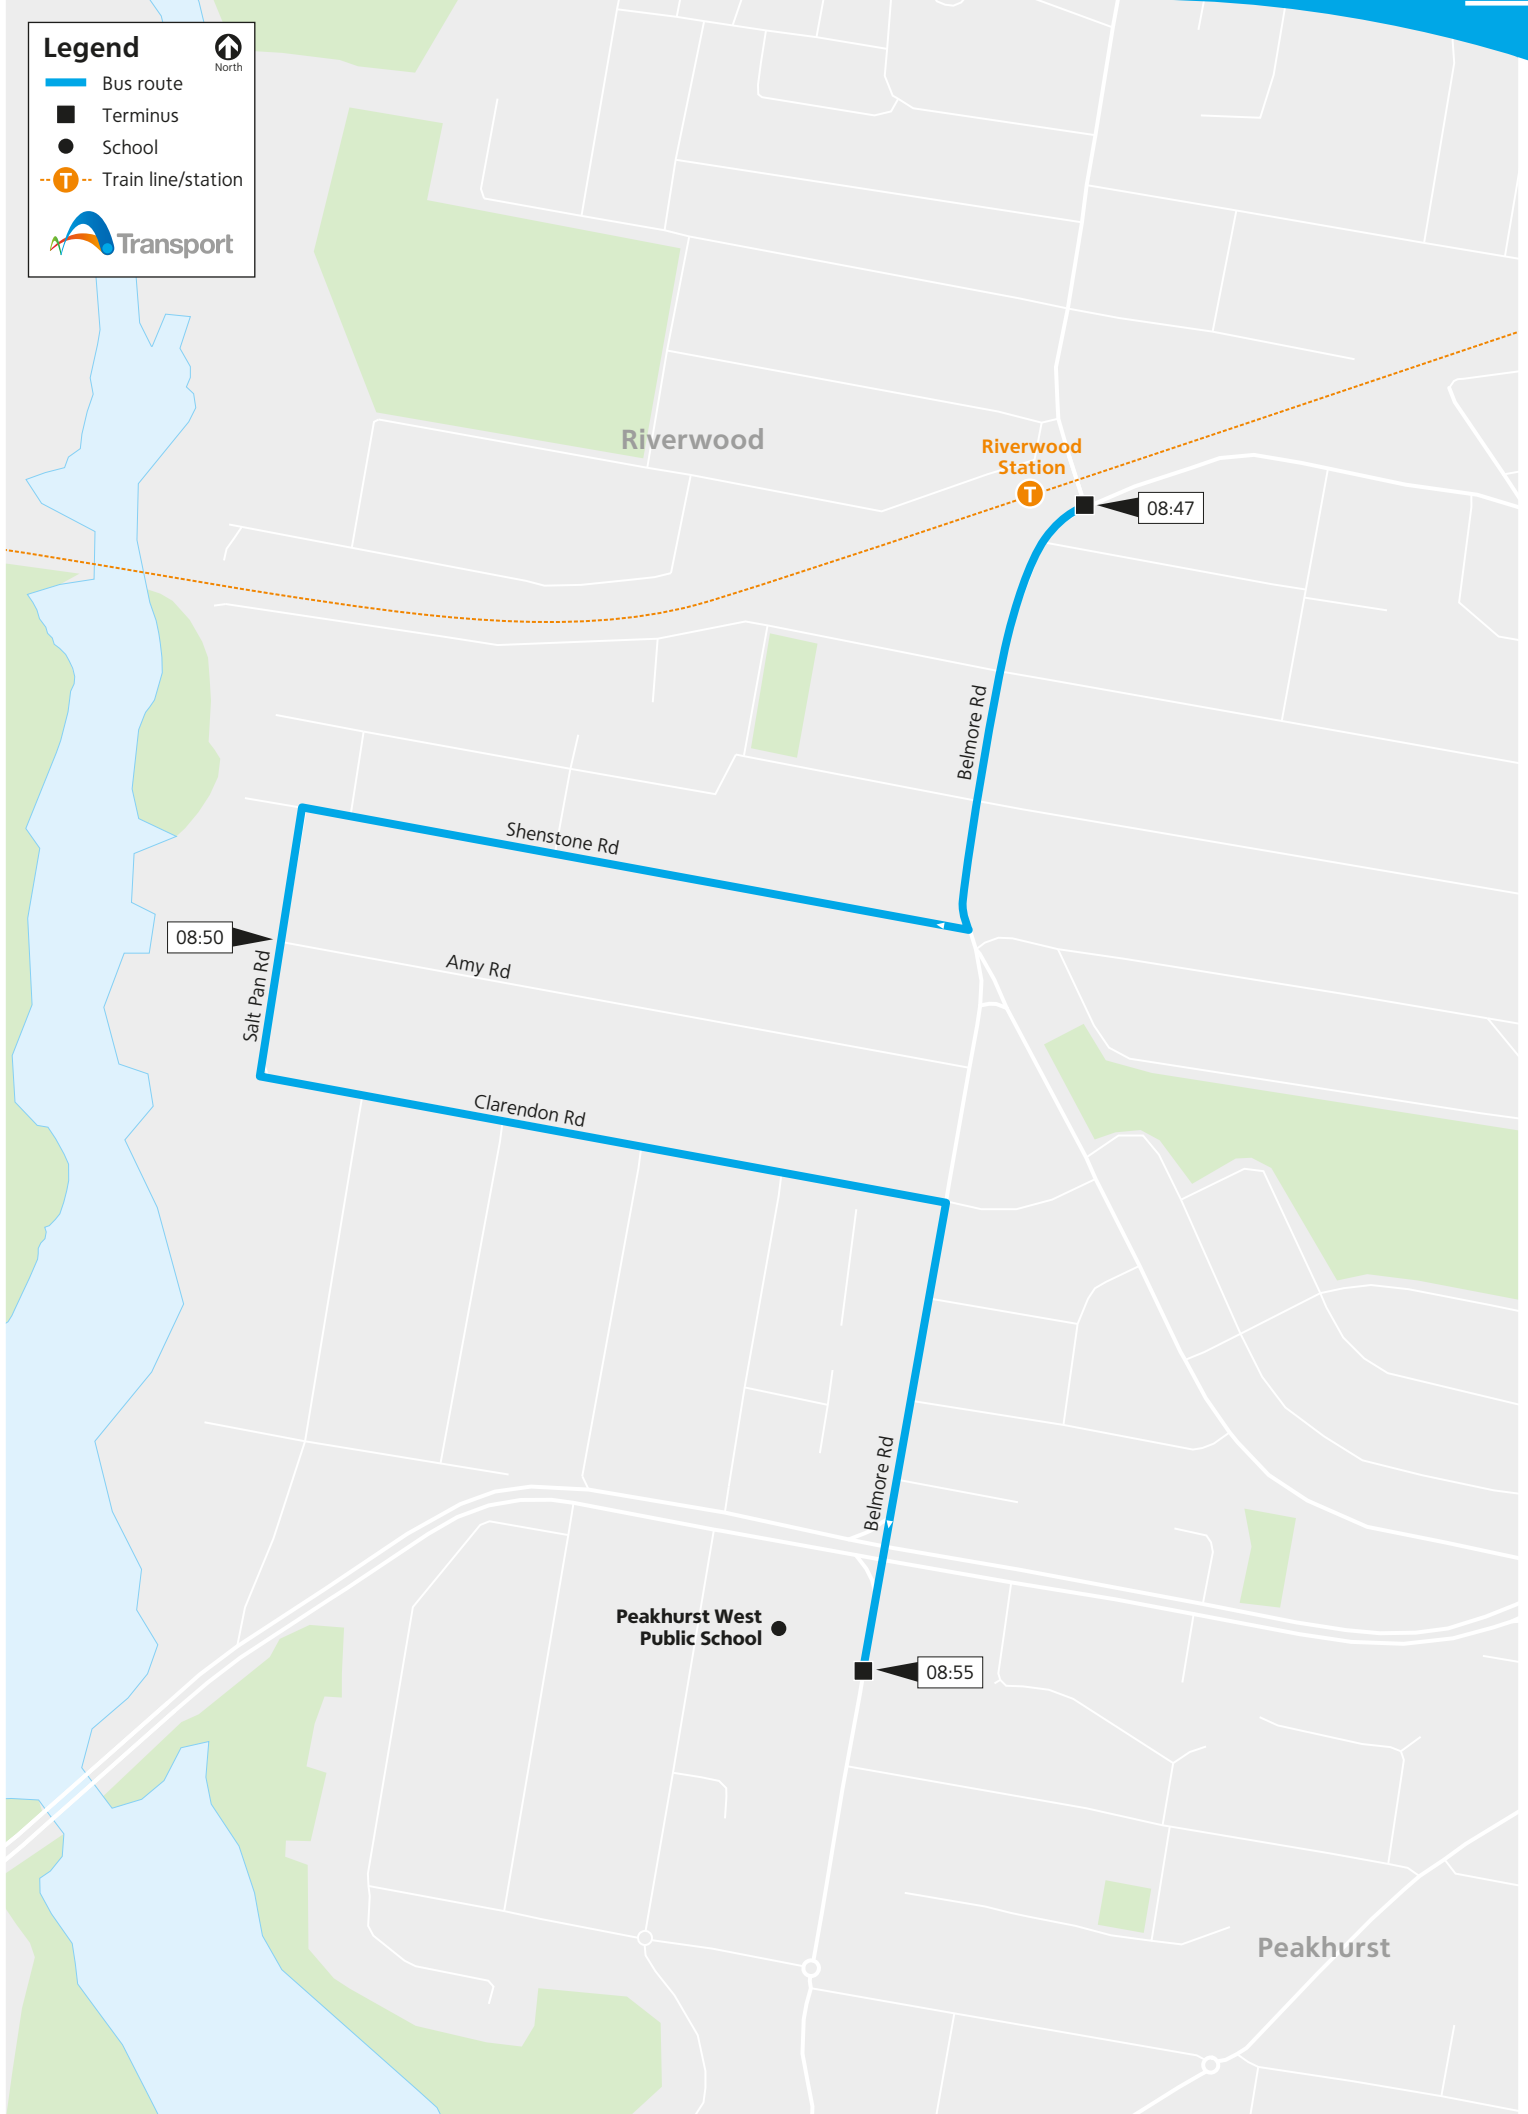 Legend
North
Bus route
Terminus
School
T
Train line/station
Transport
Riverwood
Riverwood
Station
T
08:47
Belmore Rd
Shenstone Rd
08:50
Salt Pan Rd
Amy Rd
Clarendon Rd
Belmore Rd
Peakhurst West
Public School
08:55
Peakhurst